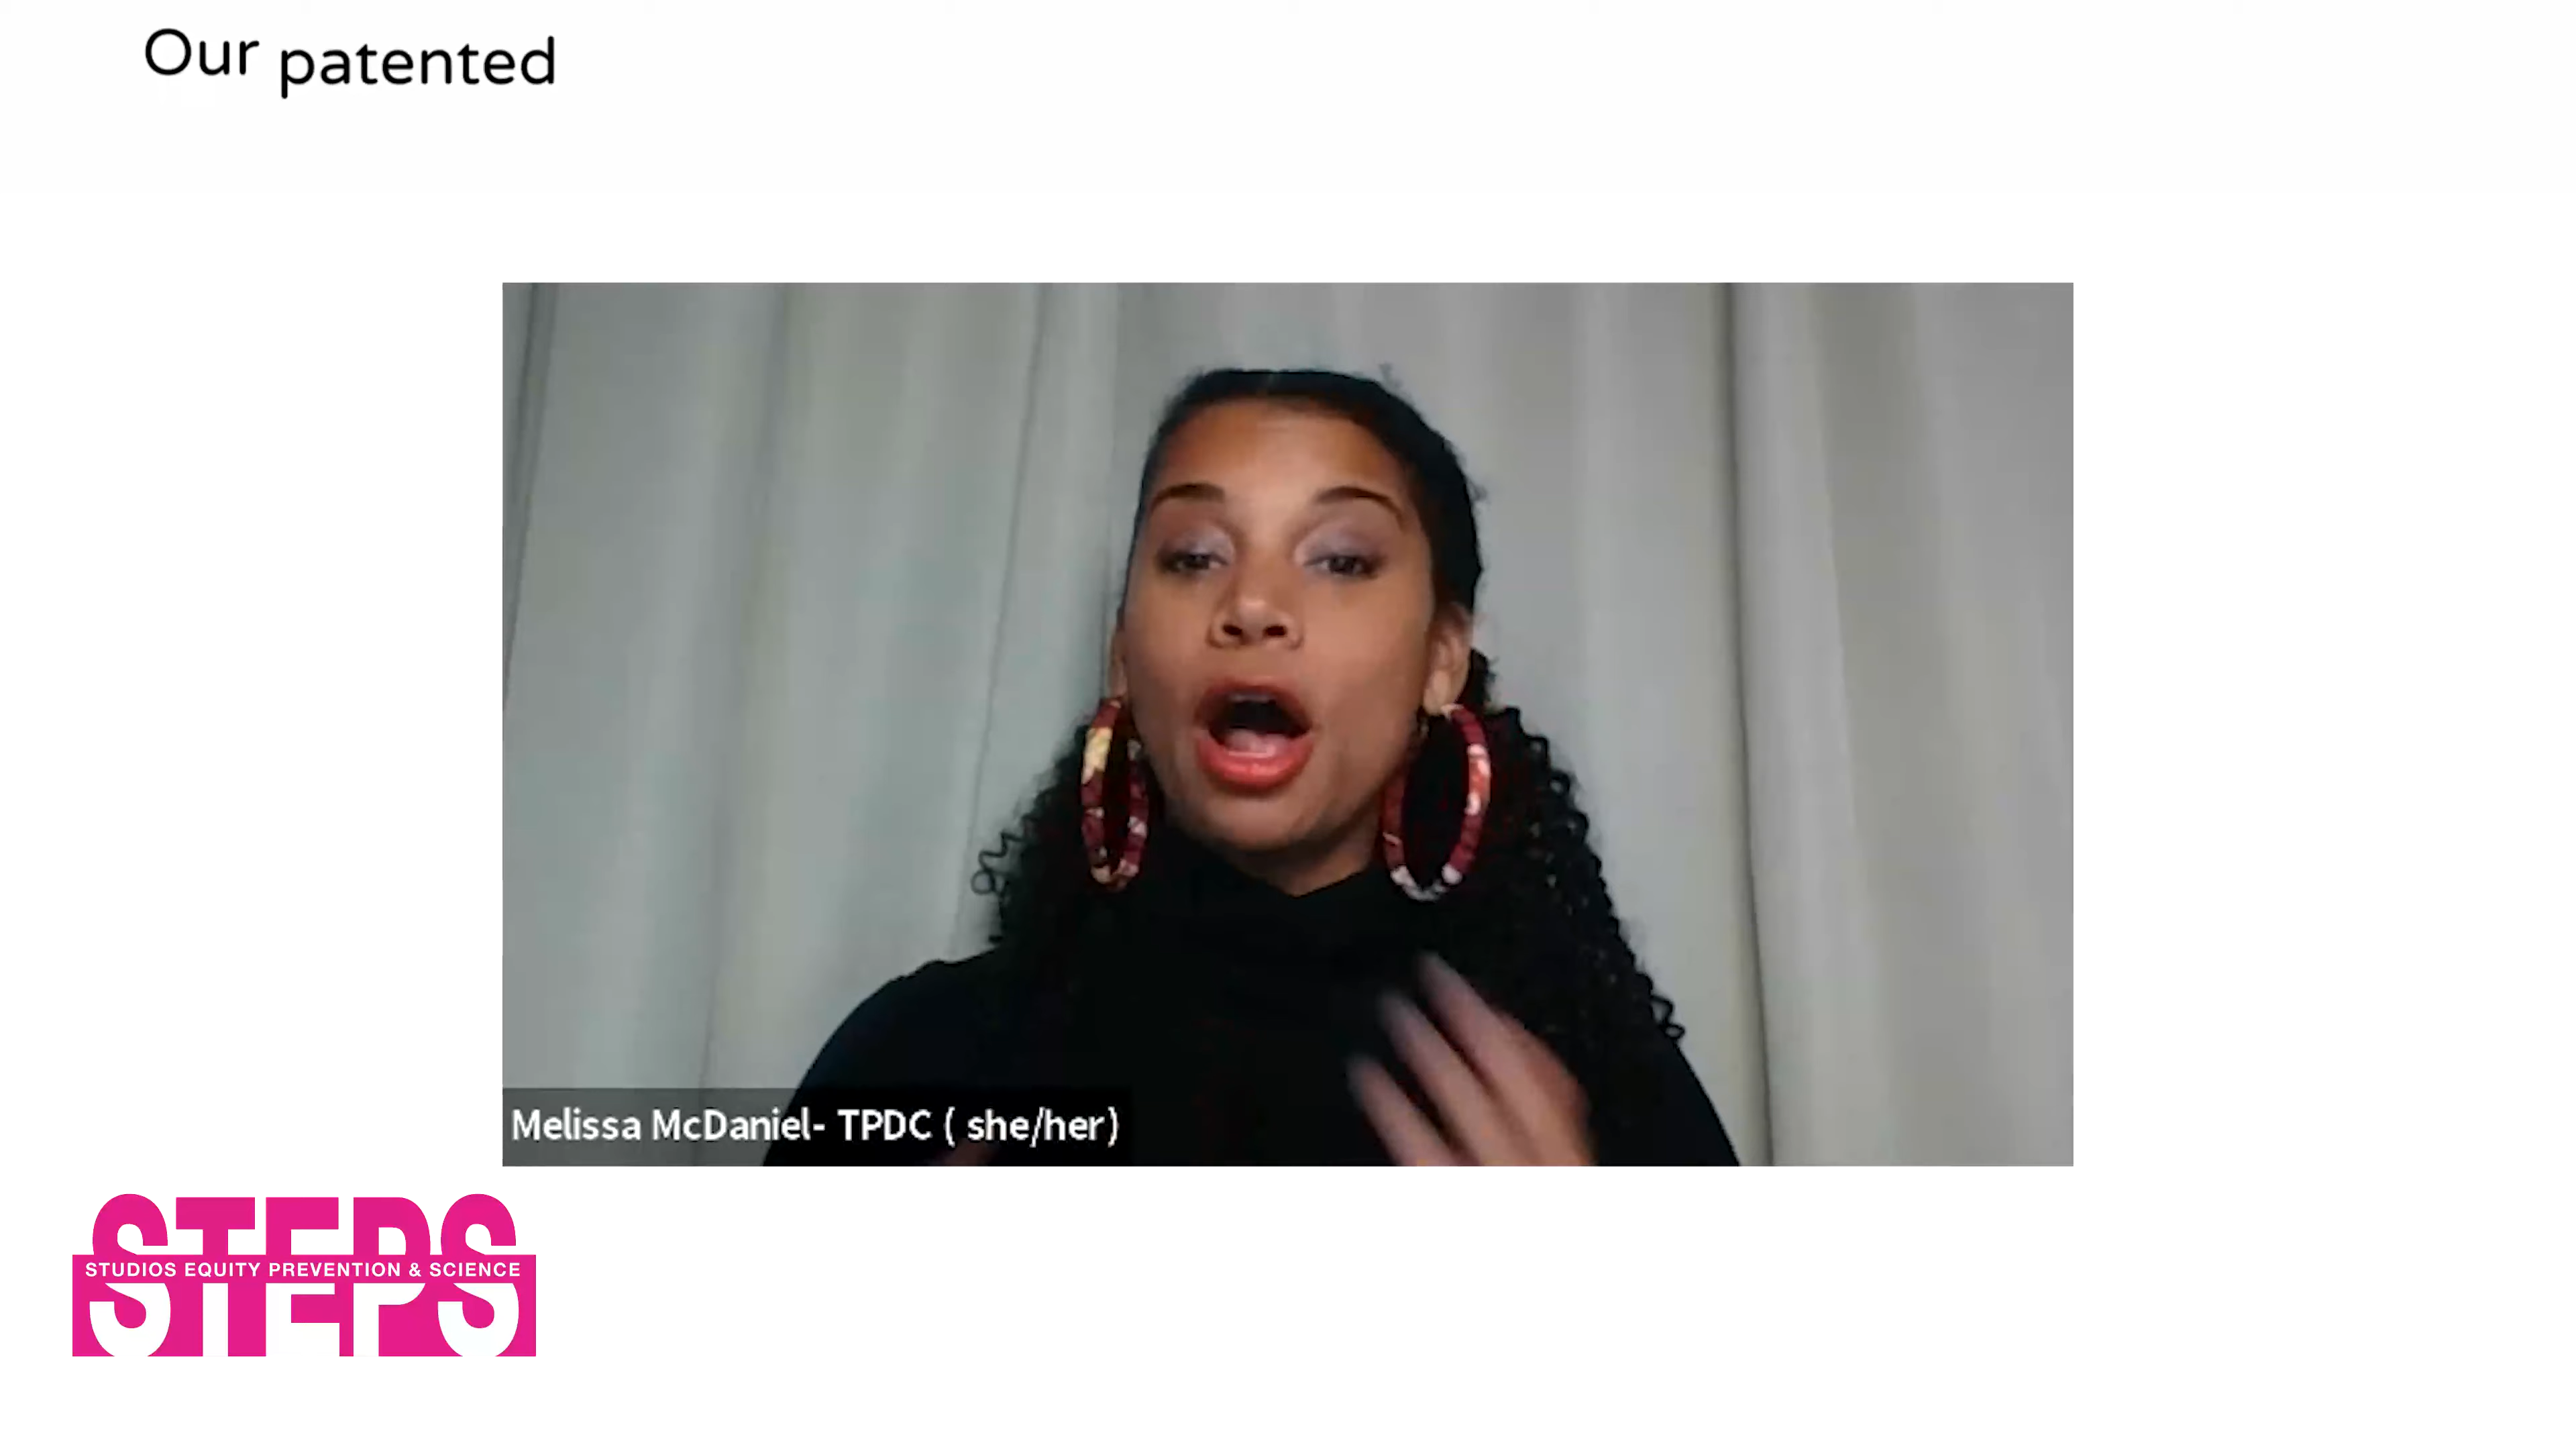 Our patented
Melissa McDaniel- TPDC ( she/her)
STEPS
STUDIOS EQUITY PREVENTION & SCIENCE